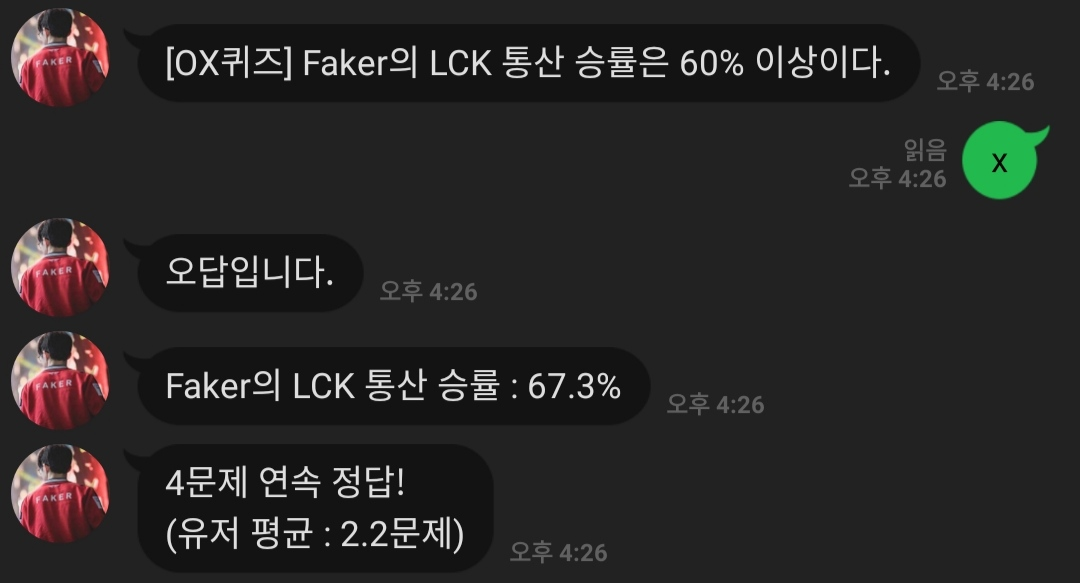 [OX퀴즈] Faker의 LCK 통산 승률은 60% 이상이다.
오후 4:26
읽음
오후 4:26
x
FAKER
오답입니다.
오후 4:26
FAKER
Faker의 LCK 통산 승률 : 67.3%
오후 4:26
FAKER
4문제 연속 정답!
(유저 평균 : 2.2문제)
오후 4:26
FAKER